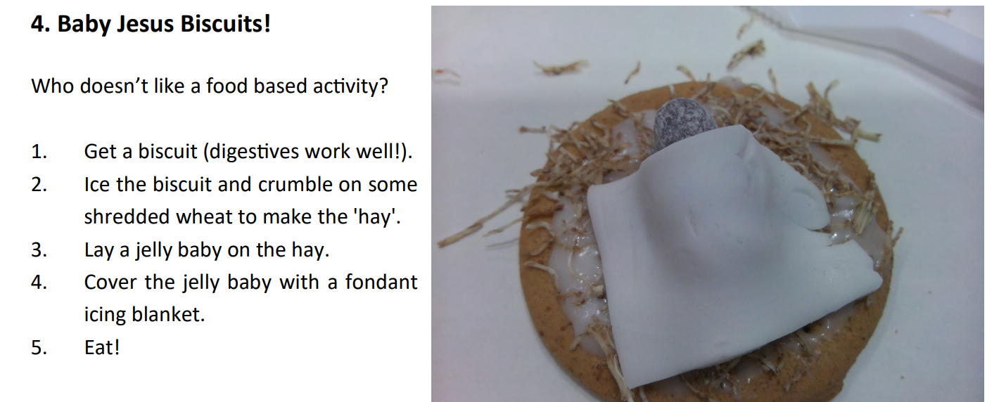 4. Baby Jesus Biscuits!
Who doesn’t like a food based activity?
1. Get a biscuit (digestives work well!).
2. Ice the biscuit and crumble on some
shredded wheat to make the 'hay'.
3. Lay a jelly baby on the hay.
4. Cover the jelly baby with a fondant
icing blanket.
5. Eat!